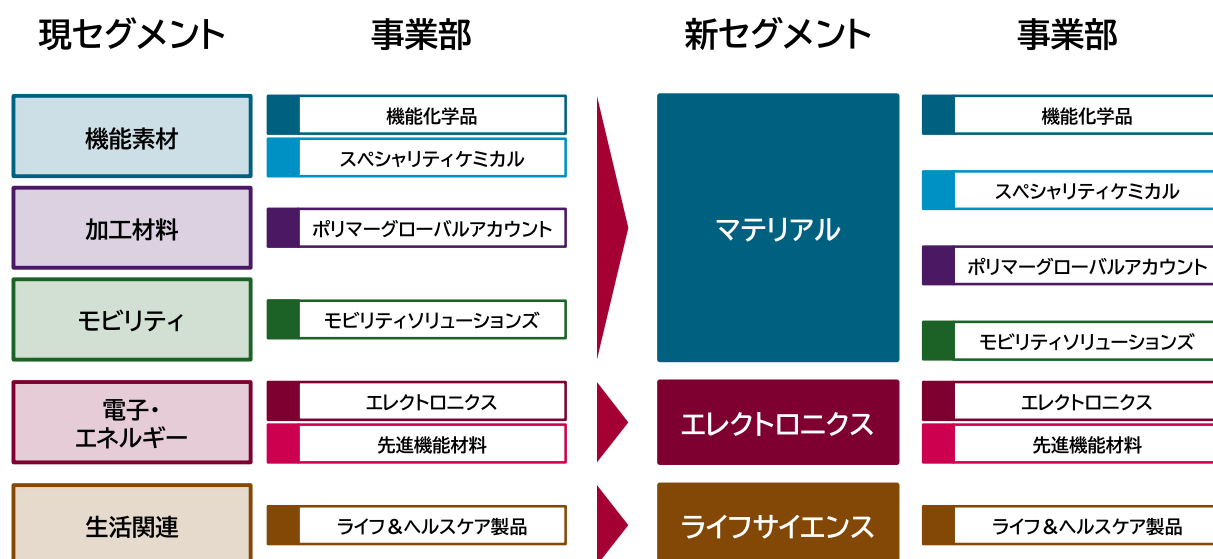 現セグメント
事業部
新セグメント
事業部
機能素材
機能化学品
スペシャリティケミカル
加工材料
ポリマーグローバルアカウント
モビリティ
モビリティソリューションズ
電子・
エネルギー
エレクトロニクス
先進機能材料
生活関連
ライフ&ヘルスケア製品
マテリアル
機能化学品
スペシャリティケミカル
ポリマーグローバルアカウント
モビリティソリューションズ
エレクトロニクス
エレクトロニクス
先進機能材料
ライフサイエンス
ライフ&ヘルスケア製品